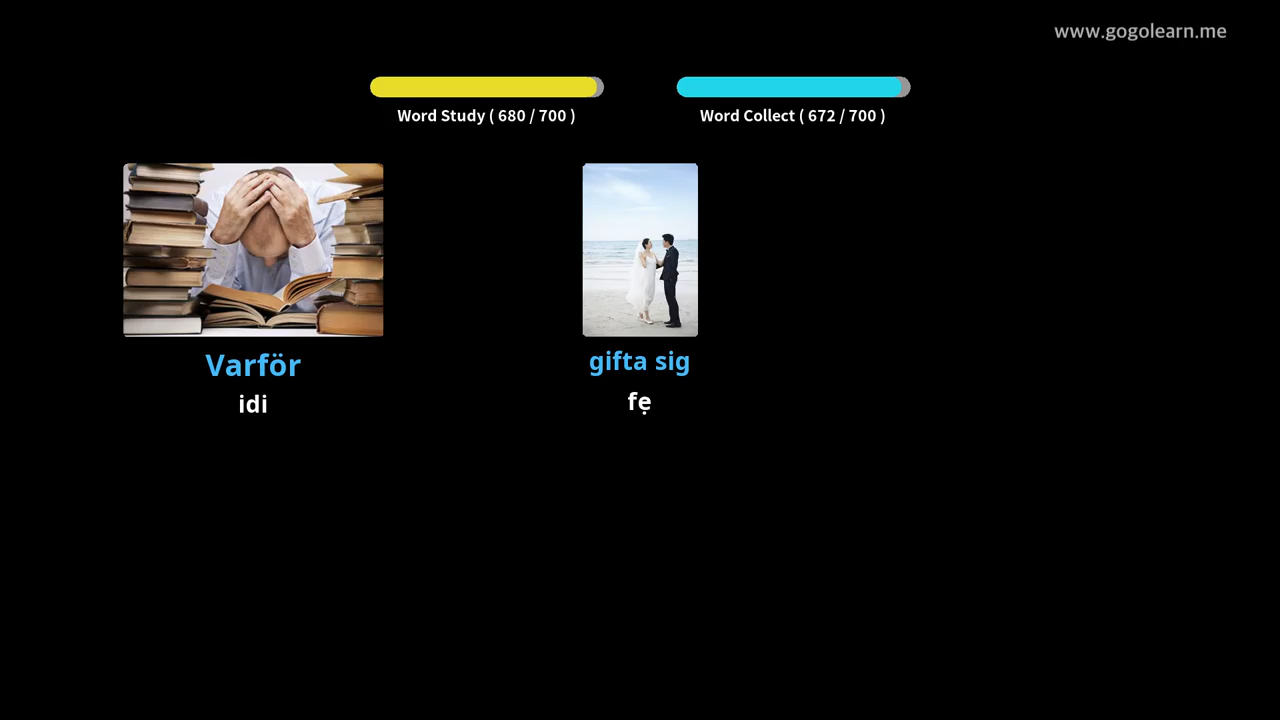 www.gogolearn.me
Word Study ( 680 / 700 )
Word Collect ( 672 / 700 )
Varför
idi
gifta sig
fẹ